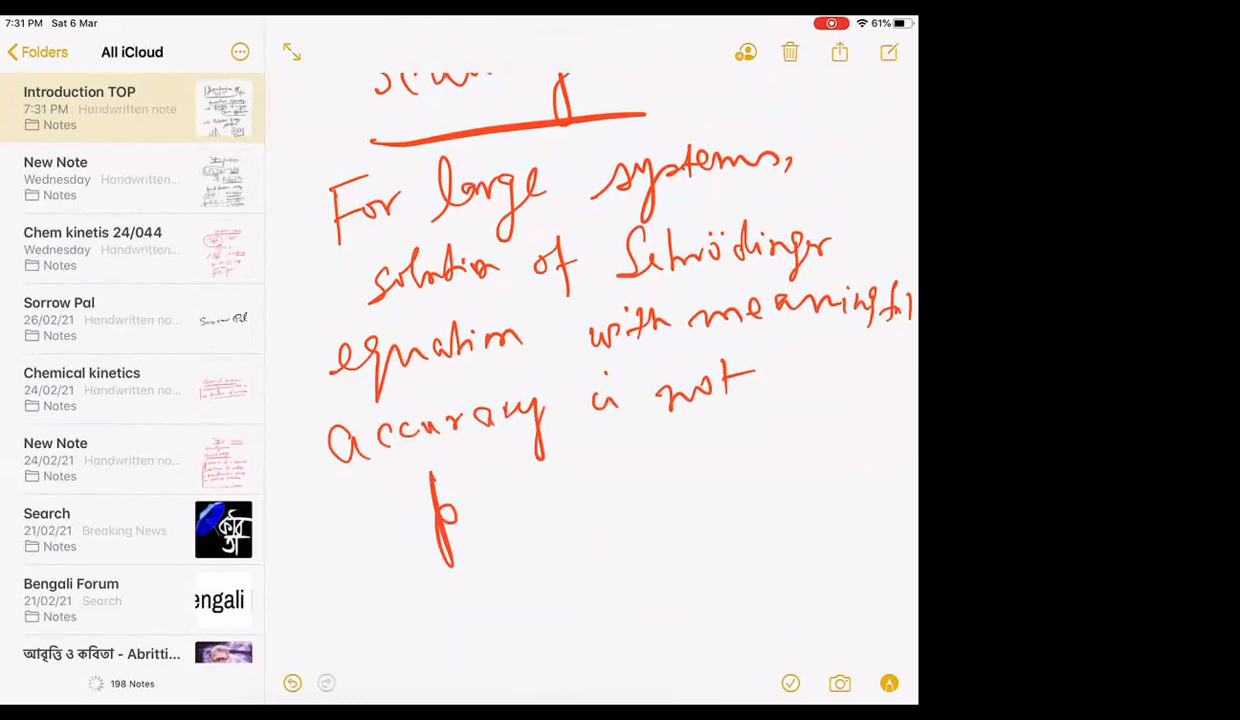 7:31 PM Sat 6 Mar
61%
Folders
All iCloud
Introduction TOP
7:31 PM Handwritten note
Notes
New Note
Wednesday Handwritten...
Notes
Chem kinetis 24/044
Wednesday Handwritten...
Notes
Sorrow Pal
26/02/21 Handwritten no...
Notes
Sorrow Pal
Chemical kinetics
24/02/21 Handwritten no...
Notes
New Note
24/02/21 Handwritten no...
Notes
Search
21/02/21 Breaking News
Notes
কবিতা
Bengali Forum
21/02/21 Search
Notes
engali
আবৃত্তি ও কবিতা - Abritti...
198 Notes
For large systems,
solution of Schrödinger
equation with meaningful
accuracy is not
p